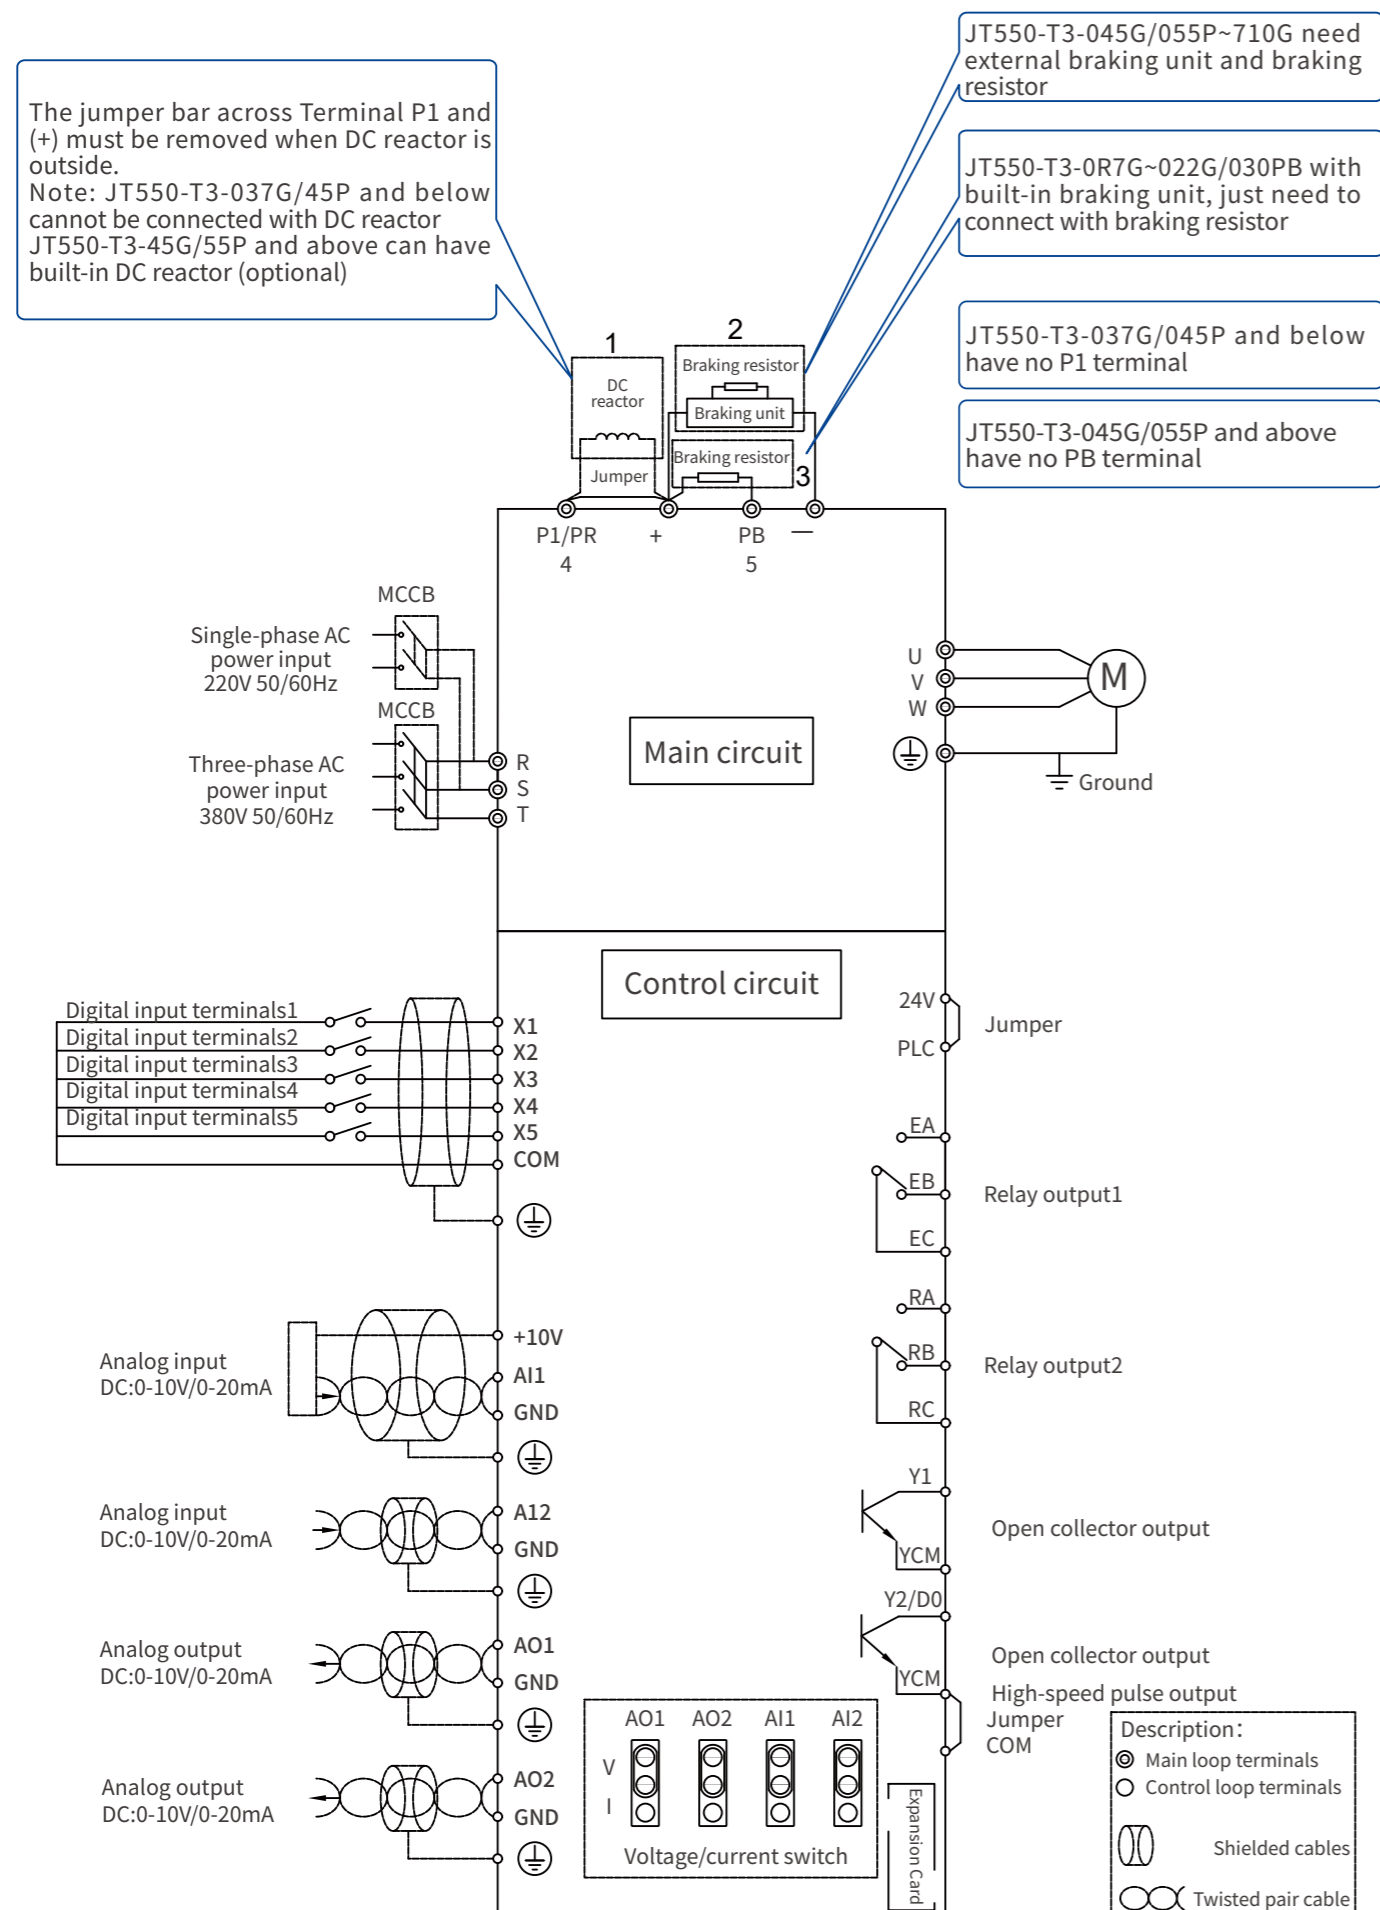 JT550-T3-045G/055P~710G need
external braking unit and braking
resistor
The jumper bar across Terminal P1 and
(+) must be removed when DC reactor is
outside.
Note: JT550-T3-037G/45P and below
cannot be connected with DC reactor
JT550-T3-45G/55P and above can have
built-in DC reactor (optional)
JT550-T3-0R7G~022G/030PB with
built-in braking unit, just need to
connect with braking resistor
JT550-T3-037G/045P and below
have no P1 terminal
JT550-T3-045G/055P and above
have no PB terminal
1
2
DC
reactor
Jumper
Braking resistor
Braking unit
Braking resistor
3
P1/PR
+
PB
—
4
5
MCCB
Single-phase AC
power input
220V 50/60Hz
MCCB
Three-phase AC
power input
380V 50/60Hz
R
S
T
Main circuit
U
V
W
M
Ground
Control circuit
Digital input terminals1
Digital input terminals2
Digital input terminals3
Digital input terminals4
Digital input terminals5
X1
X2
X3
X4
X5
COM
24V
PLC
Jumper
EA
EB
EC
Relay output1
RA
RB
RC
Relay output2
Analog input
DC:0-10V/0-20mA
+10V
AI1
GND
Analog input
DC:0-10V/0-20mA
A12
GND
Y1
YCM
Open collector output
Y2/D0
YCM
Open collector output
High-speed pulse output
Jumper
COM
Analog output
DC:0-10V/0-20mA
AO1
GND
Analog output
DC:0-10V/0-20mA
AO2
GND
AO1 AO2 AI1 AI2
V
I
Voltage/current switch
Expansion Card
Description:
Main loop terminals
Control loop terminals
Shielded cables
Twisted pair cable